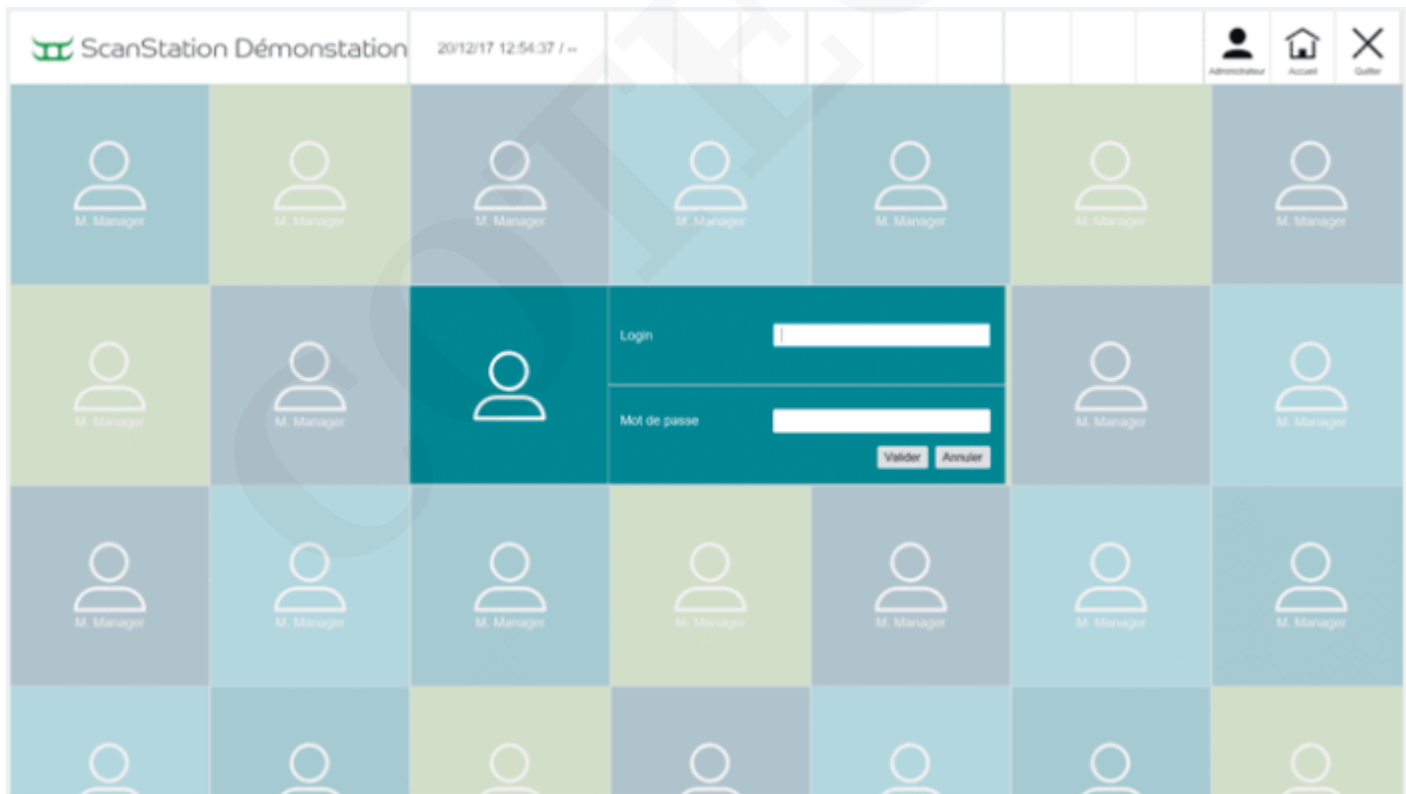 ScanStation Démonstation
20/12/17 12:54:37 / --
Administrateur
Accueil
Quitter
M. Manager
M. Manager
M. Manager
M. Manager
M. Manager
M. Manager
M. Manager
M. Manager
M. Manager
Login
Mot de passe
Valider
Annuler
M. Manager
M. Manager
M. Manager
M. Manager
M. Manager
M. Manager
M. Manager
M. Manager
M. Manager